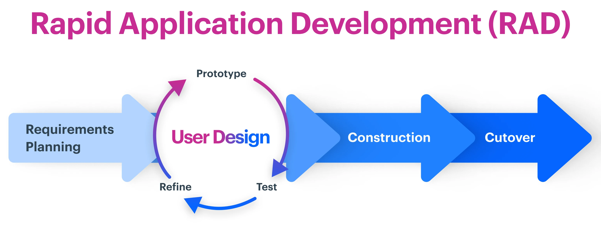 Rapid Application Development (RAD)
Prototype
Requirements
Planning
User Design
Construction
Cutover
Refine
Test